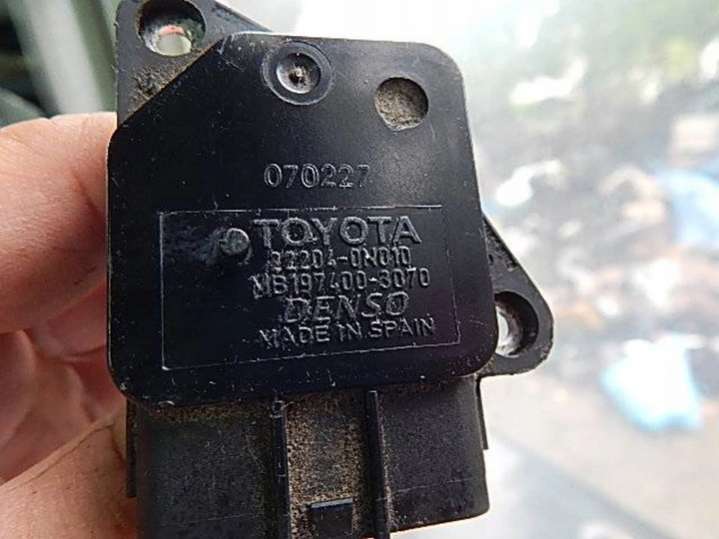 070227
TOYOTA
22204-0N010
MB197400-3070
DENSO
MADE IN SPAIN